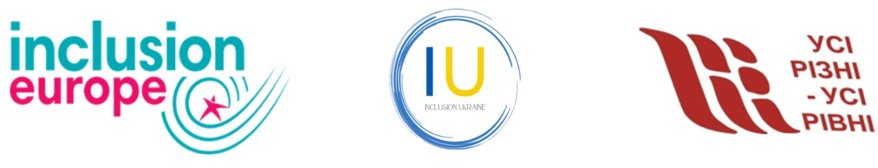 inclusion
europe
IU
INCLUSION UKRAINE
УСІ
РІЗНІ
- УСІ
РІВНІ